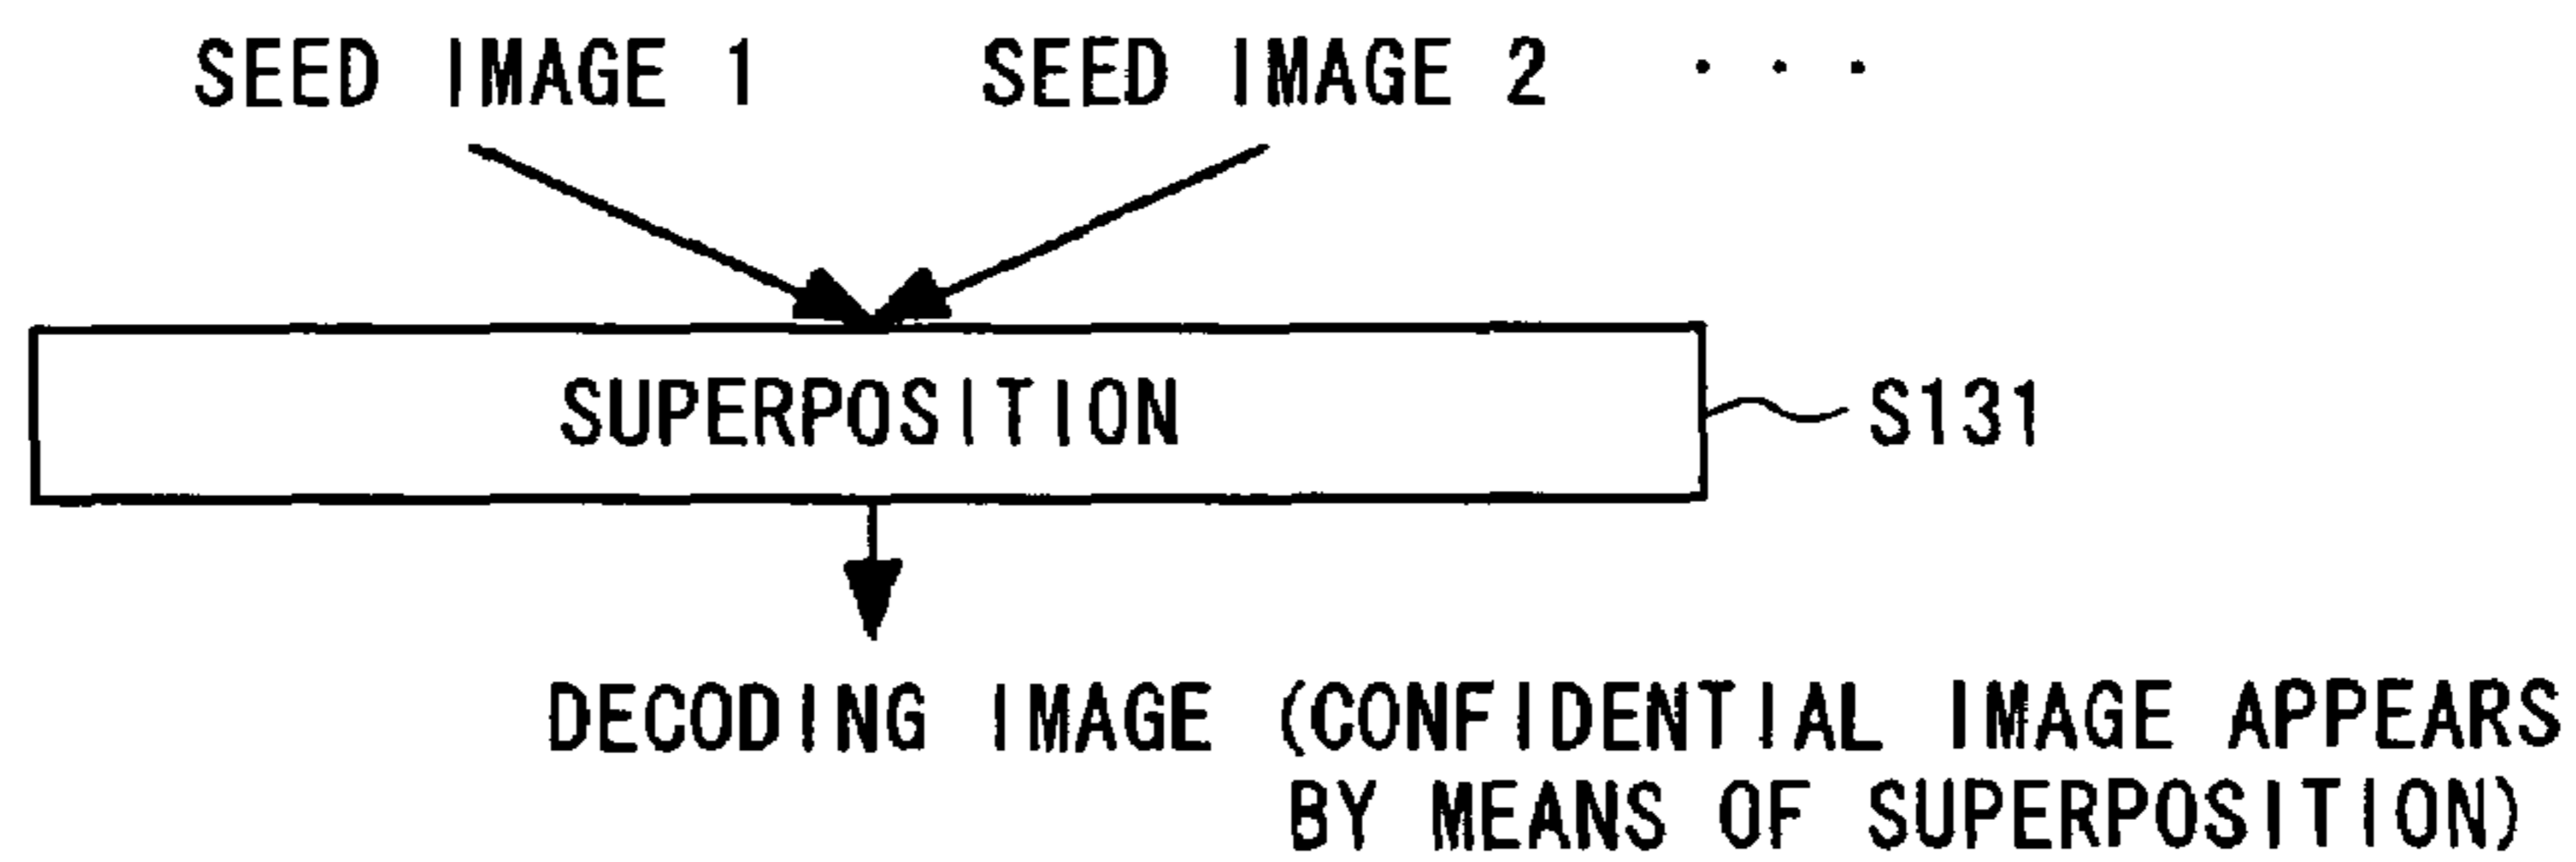 SEED IMAGE 1 SEED IMAGE 2 · · ·
SUPERPOSITION S131
DECODING IMAGE (CONFIDENTIAL IMAGE APPEARS
BY MEANS OF SUPERPOSITION)